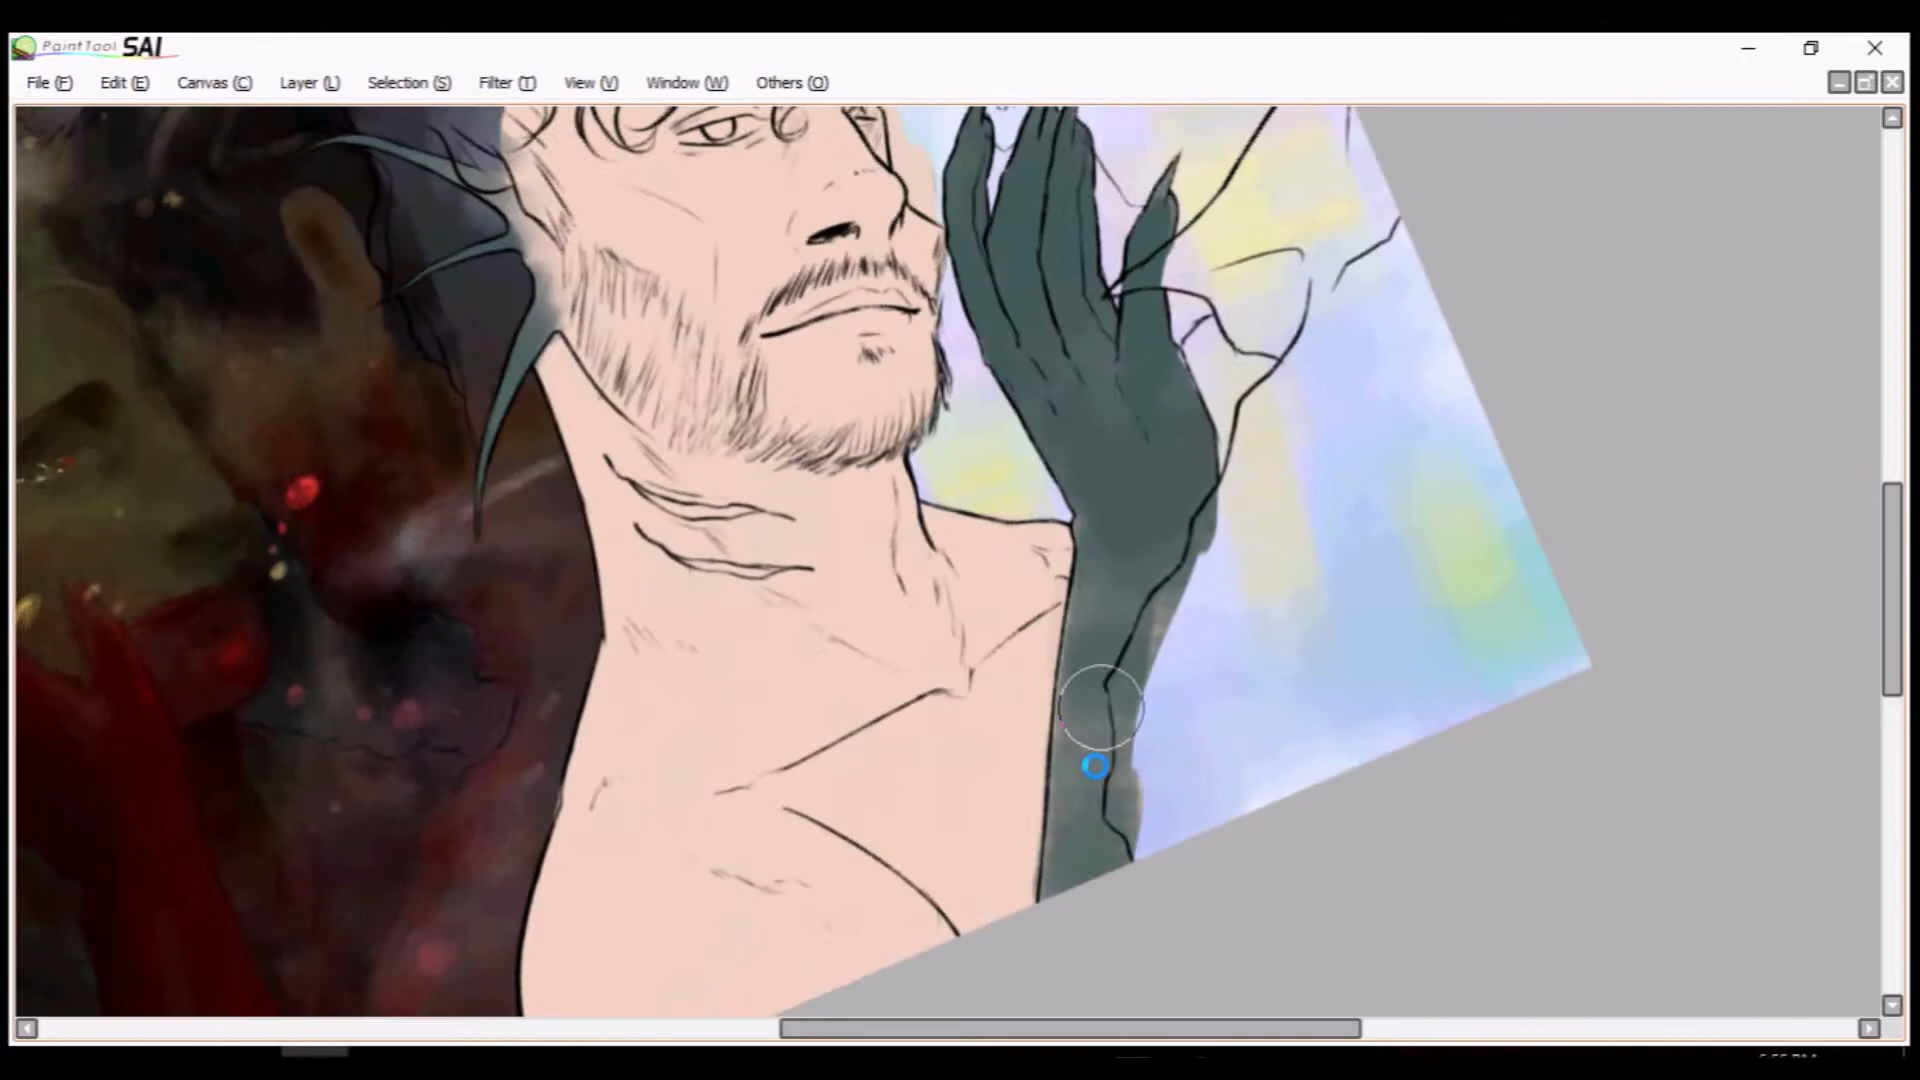 PaintTool SAI
File (F) Edit (E) Canvas (C) Layer (L) Selection (S) Filter (T) View (V) Window (W) Others (O)